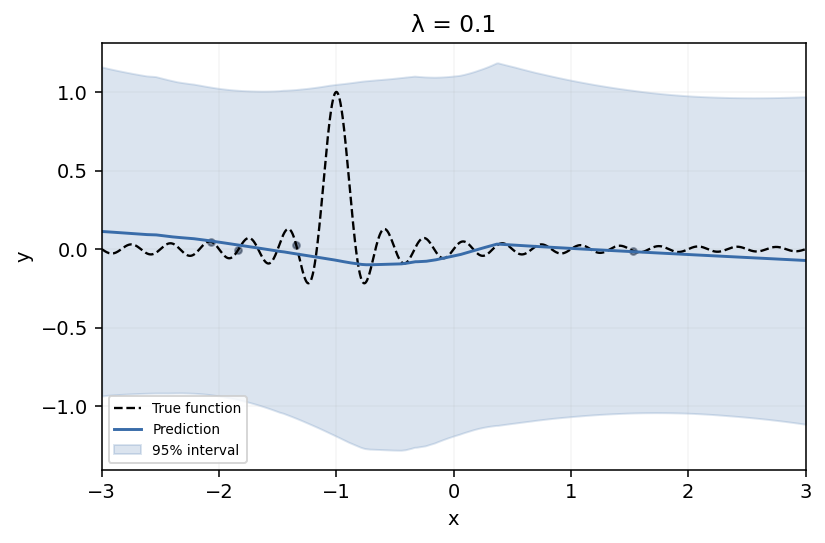 λ = 0.1
y
1.0
0.5
0.0
−0.5
−1.0
True function
Prediction
95% interval
−3
−2
−1
0
1
2
3
x